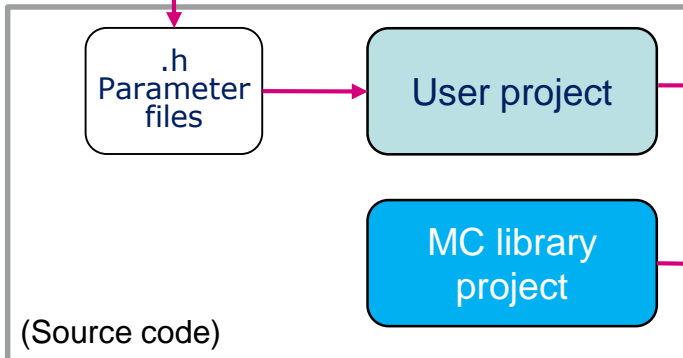 .h
Parameter
files
User project
MC library
project
(Source code)